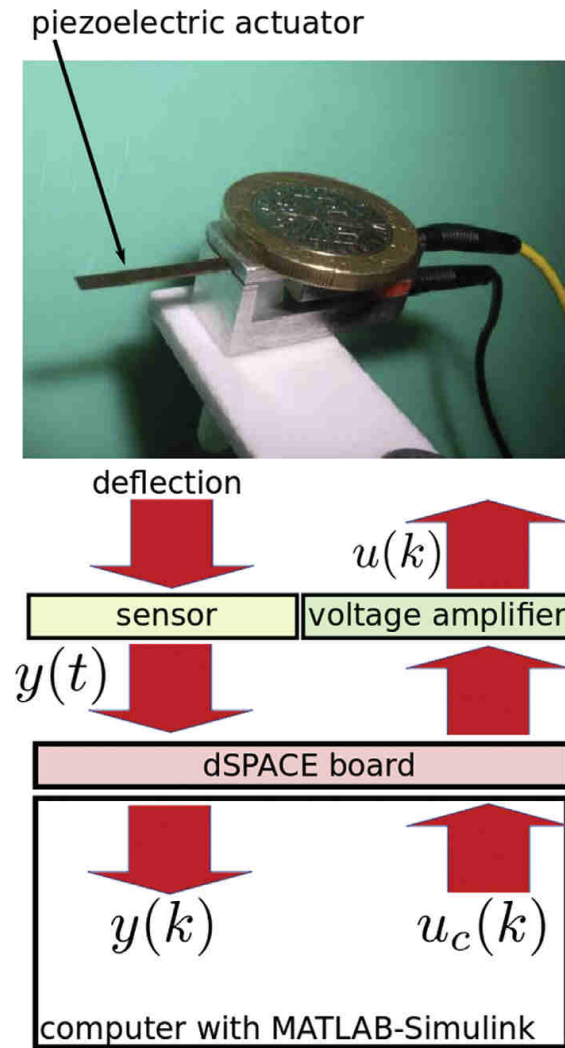 piezoelectric actuator
deflection
u(k)
sensor
voltage amplifier
y(t)
dSPACE board
y(k)
u_c(k)
computer with MATLAB-Simulink